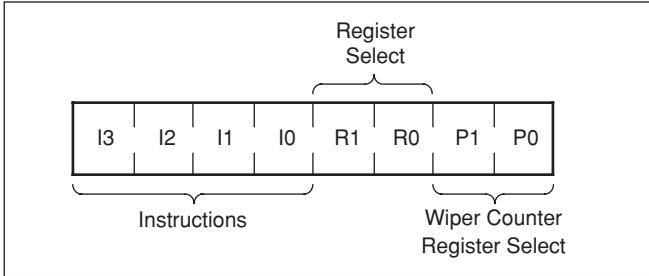 Register
Select
I3 I2 I1 I0 R1 R0 P1 P0
Instructions
Wiper Counter
Register Select